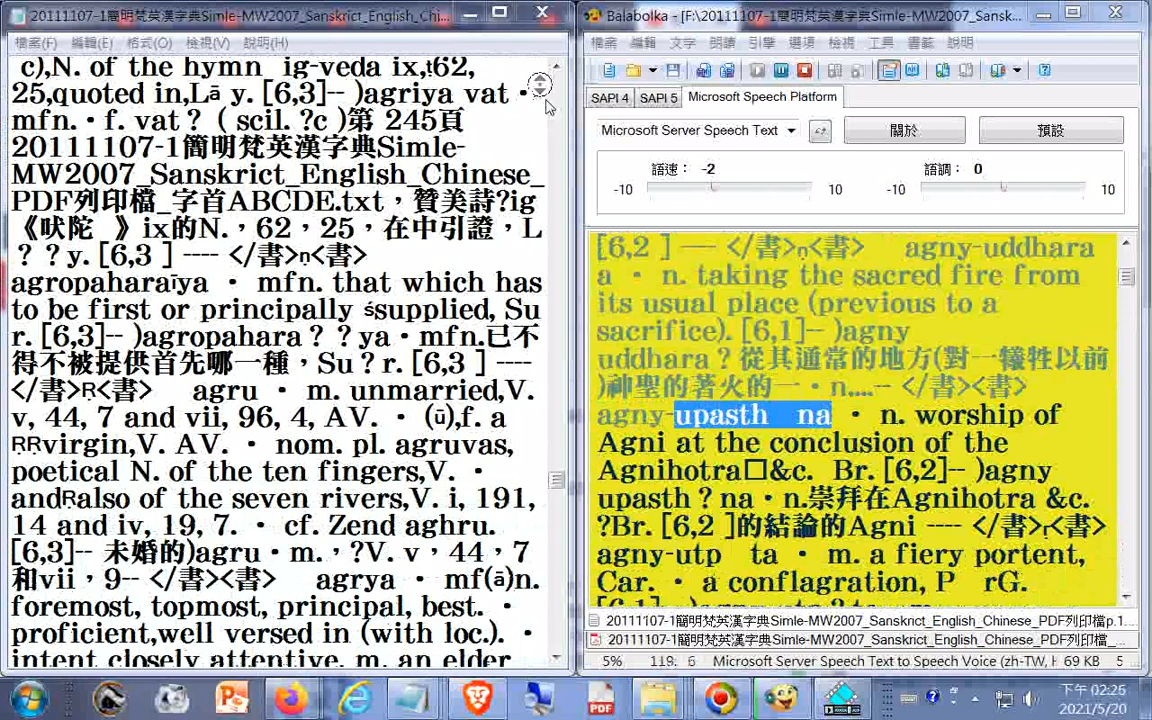 20111107-1簡明梵英漢字典Simle-MW2007_Sanskrict_English_Chi...
檔案(F) 編輯(E) 格式(O) 檢視(V) 說明(H)
c),N. of the hymn ig-veda ix, 62,
25,quoted in,Lā y. [6,3]-- )agriya vat ·
mfn.· f. vat ? ( scil. ?c )第 245頁
20111107-1簡明梵英漢字典Simle-
MW2007_Sanskrict_English_Chinese_
PDF列印檔_字首ABCDE.txt,贊美詩?ig
《吠陀 》ix的N.,62,25,在中引證,L
? ? y. [6,3 ] ---- </書>ṇ<書>
agropaharaīya · mfn. that which has
to be first or principally śsupplied, Su
r. [6,3]-- )agropahara ? ? ya·mfn.已不
得不被提供首先哪一種,Su ? r. [6,3 ] ----
</書>Ṛ<書> agru · m. unmarried,V.
v, 44, 7 and vii, 96, 4, AV. · (ū),f. a
virgin,V. AV. · nom. pl. agruvas,
poetical N. of the ten fingers,V. ·
and also of the seven rivers,V. i, 191,
14 and iv, 19, 7. · cf. Zend aghru.
[6,3]-- 未婚的)agru·m.,?V. v,44,7
和vii,9-- </書><書> agrya · mf(ā)n.
foremost, topmost, principal, best. ·
proficient,well versed in (with loc.). ·
intent closely attentive. m. an elder
Balabolka - [F:\20111107-1簡明梵英漢字典Simle-MW2007_Sansk...
檔案 編輯 文字 朗讀 引擎 選項 檢視 工具 書籤 說明
SAPI 4 SAPI 5 Microsoft Speech Platform
Microsoft Server Speech Text 關於 預設
語速: -2 語調: 0
-10 10 -10 10
[6,2 ] ---- </書>ṇ<書> agny-uddhara
a · n. taking the sacred fire from
its usual place (previous to a
sacrifice). [6,1]-- )agny
uddhara ? 從其通常的地方(對一犧牲以前
)神聖的著火的一·n....-- </書><書>
agny-upasth na · n. worship of
Agni at the conclusion of the
Agnihotra□&c. Br. [6,2]-- )agny
upasth ? na·n.崇拜在Agnihotra &c.
?Br. [6,2 ]的結論的Agni ---- </書>ṛ<書>
agny-utp ta · m. a fiery portent,
Car. · a conflagration, P rG.
20111107-1簡明梵英漢字典Simle-MW2007_Sanskrict_English_Chinese_PDF列印檔p.1...
20111107-1簡明梵英漢字典Simle-MW2007_Sanskrict_English_Chinese_PDF列印檔_...
5% 118: 6 Microsoft Server Speech Text to Speech Voice (zh-TW, H 69 KB 5
PDF
下午 02:26
2021/5/20